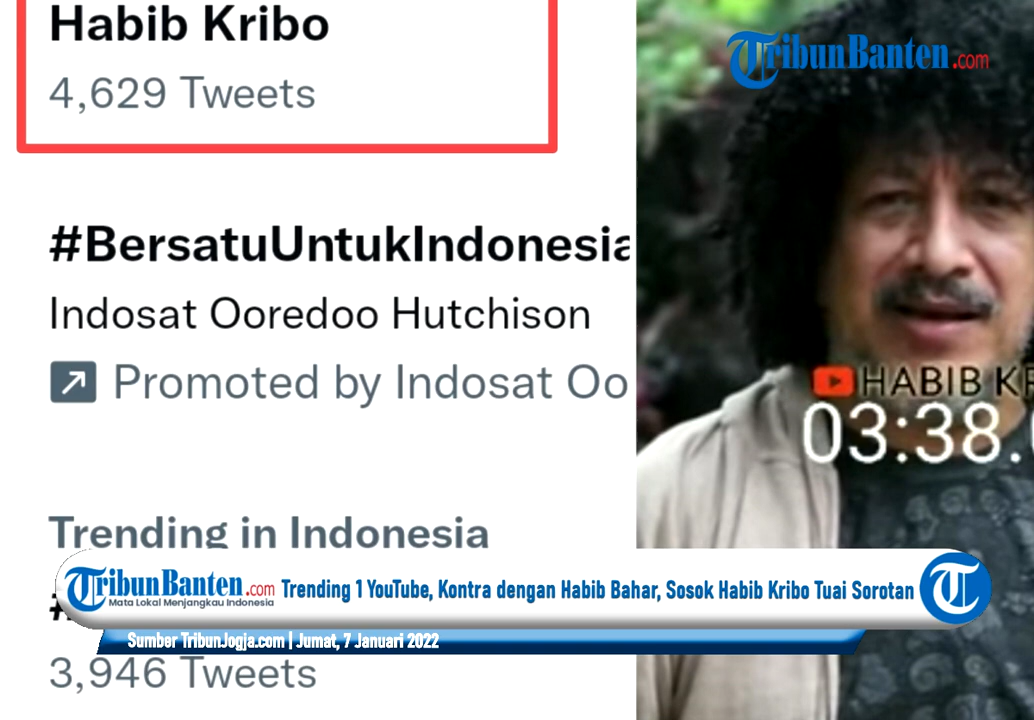 Habib Kribo
4,629 Tweets
TribunBanten.com
#BersatuUntukIndonesia
Indosat Ooredoo Hutchison
Promoted by Indosat Oo
HABIB K
03:38.
Trending in Indonesia
TribunBanten.com
Mata Lokal Menjangkau Indonesia
Trending 1 YouTube, Kontra dengan Habib Bahar, Sosok Habib Kribo Tuai Sorotan
T
#
Sumber TribunJogja.com | Jumat, 7 Januari 2022
3,946 Tweets